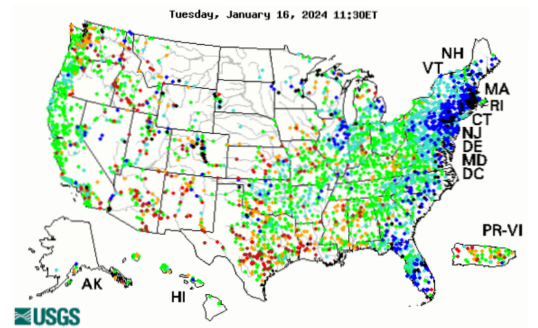 Tuesday, January 16, 2024 11:30ET
NH
VT
MA
RI
CT
NJ
DE
MD
DC
PR-VI
AK
HI
USGS